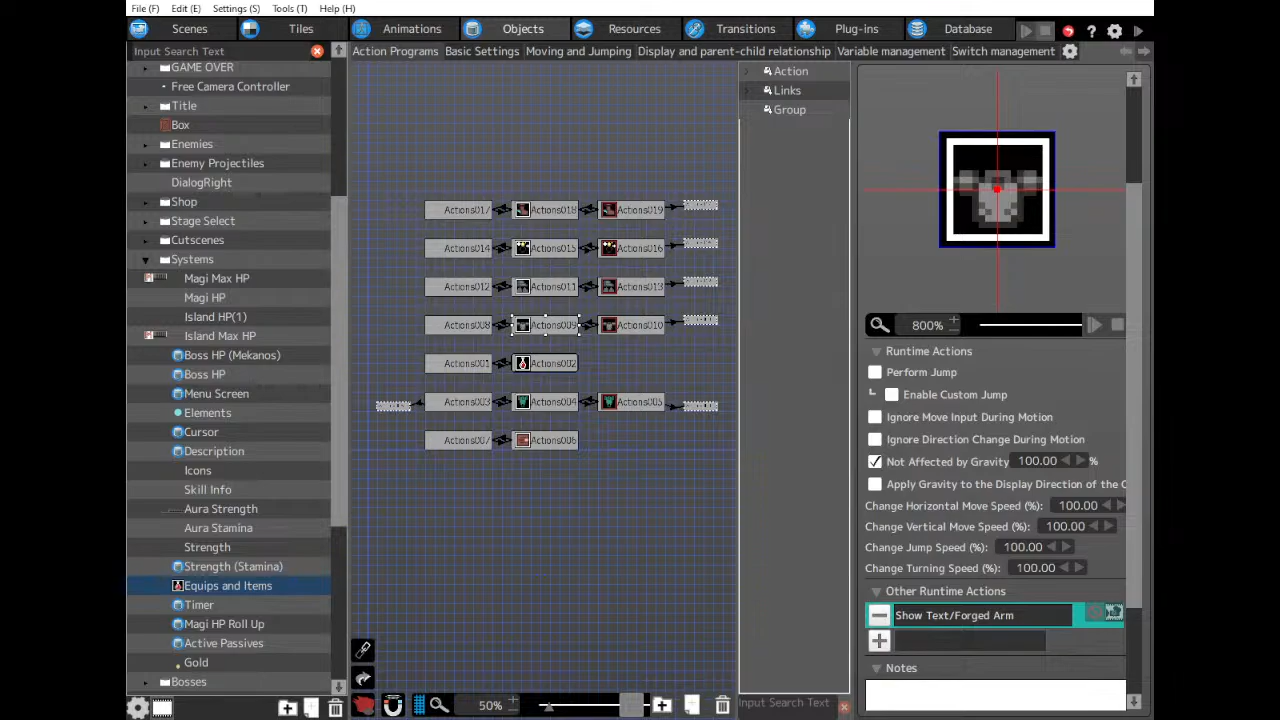 File (F) Edit (E) Settings (S) Tools (T) Help (H)
Scenes Tiles Animations Objects Resources Transitions Plug-ins Database
Input Search Text
Action Programs Basic Settings Moving and Jumping Display and parent-child relationship Variable management Switch management
GAME OVER
Free Camera Controller
Title
Box
Enemies
Enemy Projectiles
DialogRight
Shop
Stage Select
Cutscenes
Systems
Magi Max HP
Magi HP
Island HP(1)
Island Max HP
Boss HP (Mekanos)
Boss HP
Menu Screen
Elements
Cursor
Description
Icons
Skill Info
Aura Strength
Aura Stamina
Strength
Strength (Stamina)
Equips and Items
Timer
Magi HP Roll Up
Active Passives
Gold
Bosses
Actions017 Actions018 Actions019
Actions014 Actions015 Actions016
Actions012 Actions011 Actions013
Actions008 Actions009 Actions010
Actions001 Actions002
Actions003 Actions004 Actions005
Actions007 Actions006
50%
Action
Links
Group
Input Search Text
800%
Runtime Actions
Perform Jump
Enable Custom Jump
Ignore Move Input During Motion
Ignore Direction Change During Motion
Not Affected by Gravity 100.00 %
Apply Gravity to the Display Direction of the
Change Horizontal Move Speed (%): 100.00
Change Vertical Move Speed (%): 100.00
Change Jump Speed (%): 100.00
Change Turning Speed (%): 100.00
Other Runtime Actions
Show Text/Forged Arm
Notes